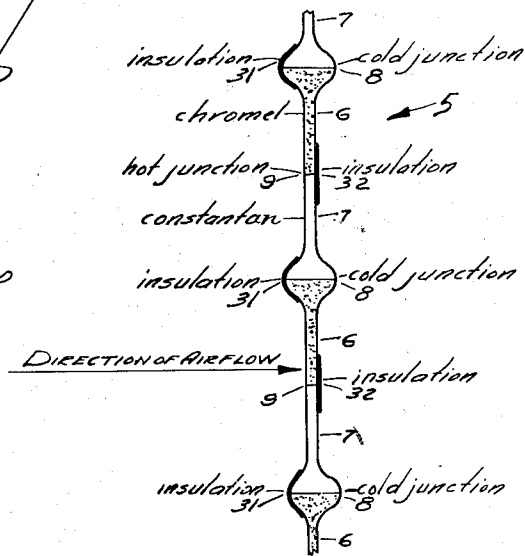 7
insulation cold junction
31 8
chromel 6 5
hot junction insulation
9 32
constantan 7
insulation cold junction
31 8
6
DIRECTION OF AIRFLOW
insulation
9 32
7
insulation cold junction
31 8
6